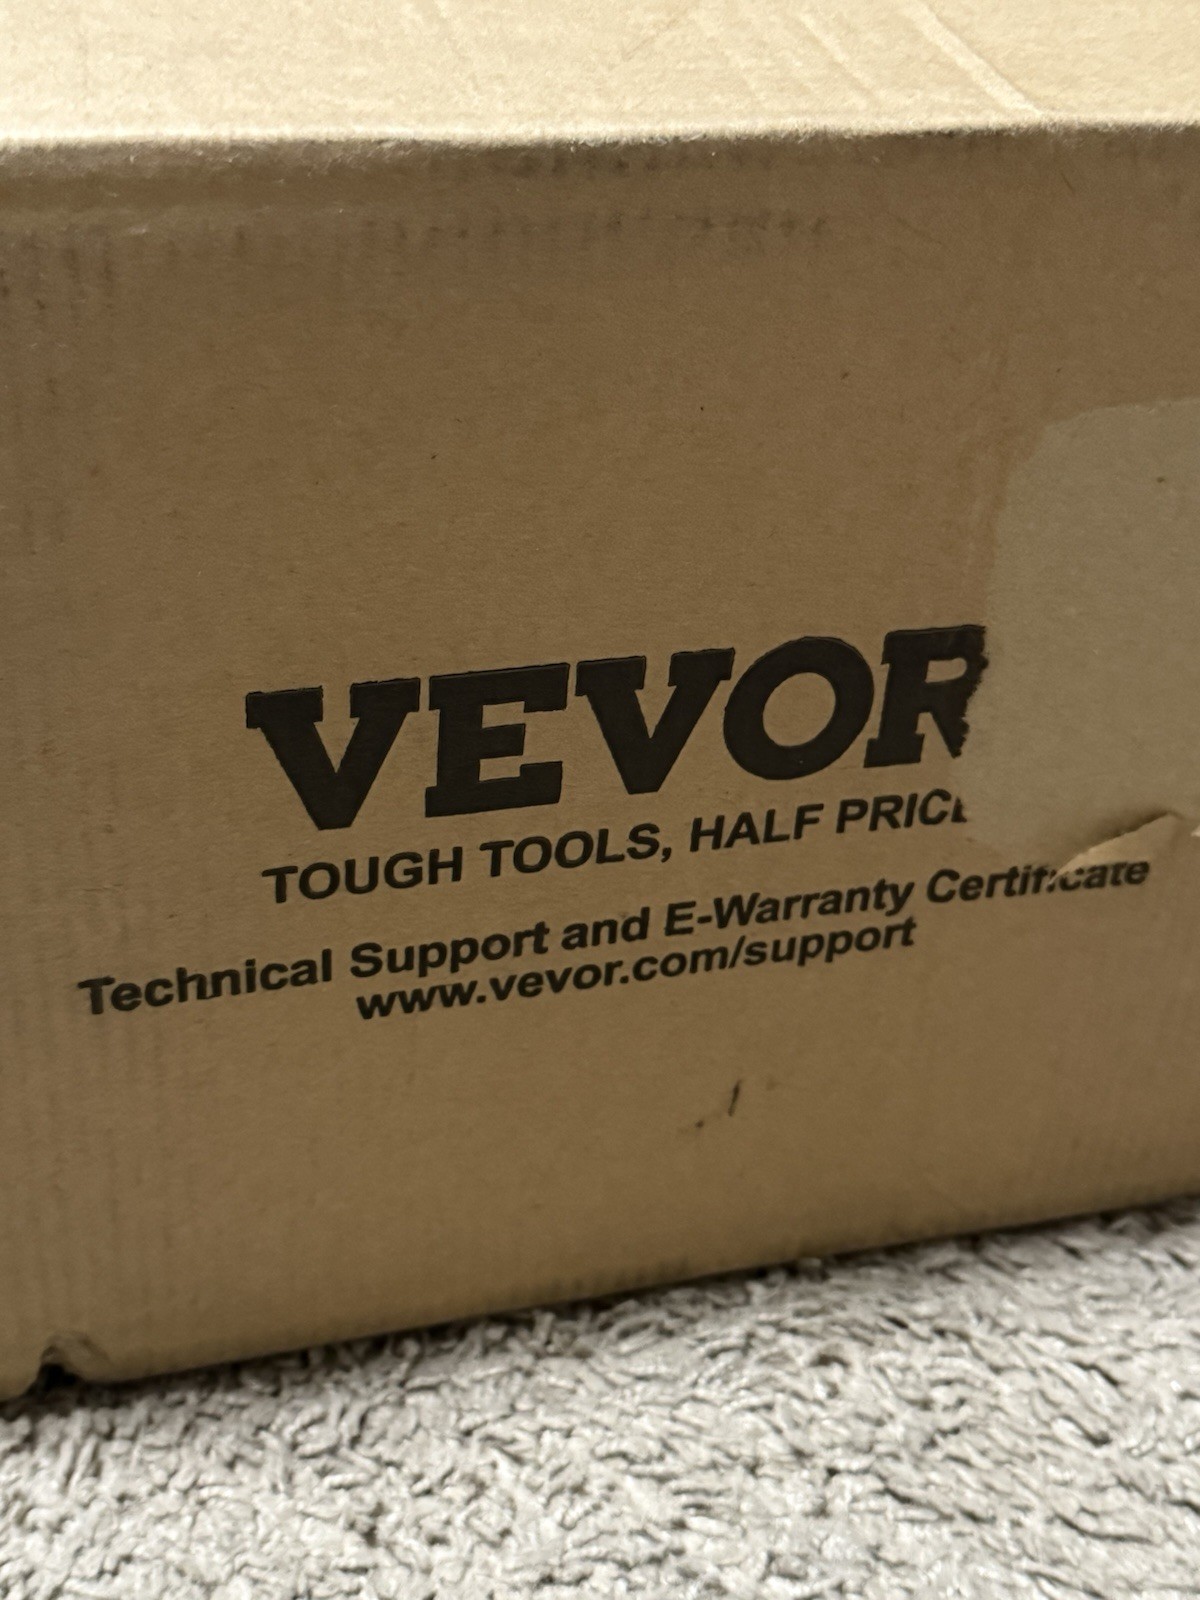 VEVOR
TOUGH TOOLS, HALF PRICE
Technical Support and E-Warranty Certificate
www.vevor.com/support